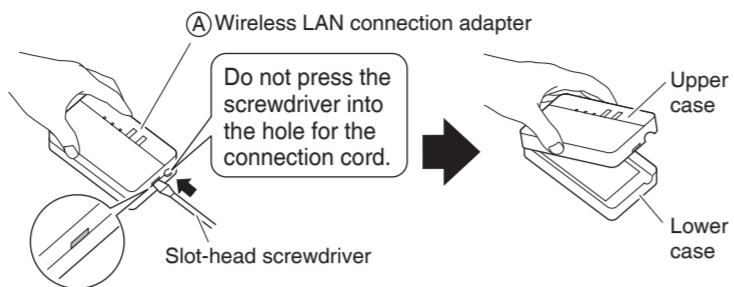 Ⓐ Wireless LAN connection adapter
Do not press the
screwdriver into
the hole for the
connection cord.
Slot-head screwdriver
Upper
case
Lower
case